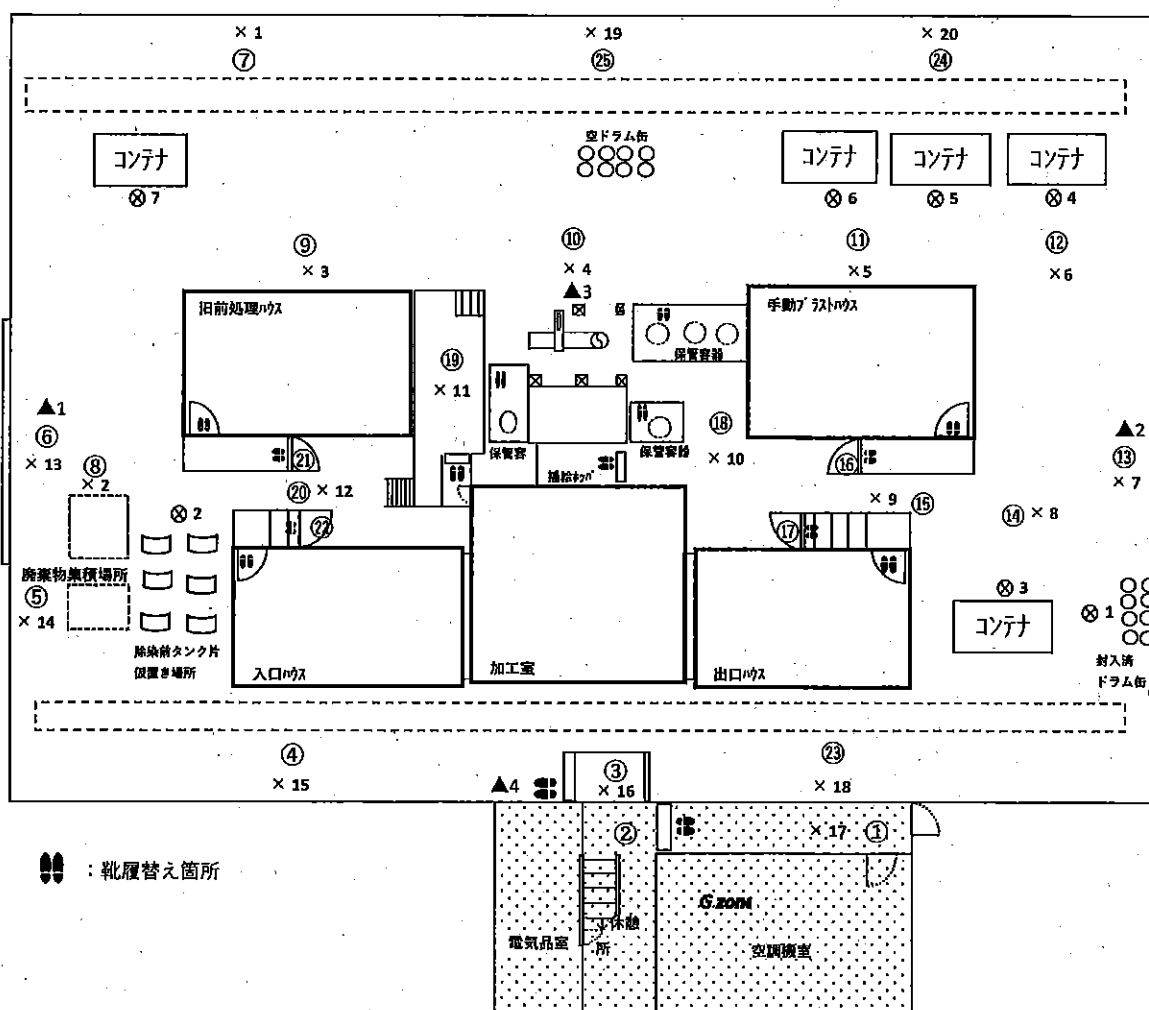 × 1
× 19
× 20
⑦
㉕
㉔
コンテナ
空ドラム缶
コンテナ
コンテナ
コンテナ
⊗ 7
⊗ 6
⊗ 5
⊗ 4
⑨
⑩
⑪
⑫
× 3
× 4
× 5
× 6
▲3
旧前処理ハウス
手動ブラストハウス
保管容器
⑲
× 11
▲1
⑥
× 13
⑧
× 2
⑱
× 10
▲2
⑬
× 7
保管容
保管容器
㉑
⑯
⑳
× 12
× 9
⑮
⑭
× 8
⊗ 2
㉒
⑰
廃棄物集積場所
⑤
× 14
⊗ 3
⊗ 1
コンテナ
除染前タンク片
仮置き場所
入口ハウス
加工室
出口ハウス
封入済
ドラム缶
④
× 15
▲4
③
× 16
㉓
× 18
②
× 17
①
:靴履替え箇所
G zone
電気品室
休憩
所
空調機室